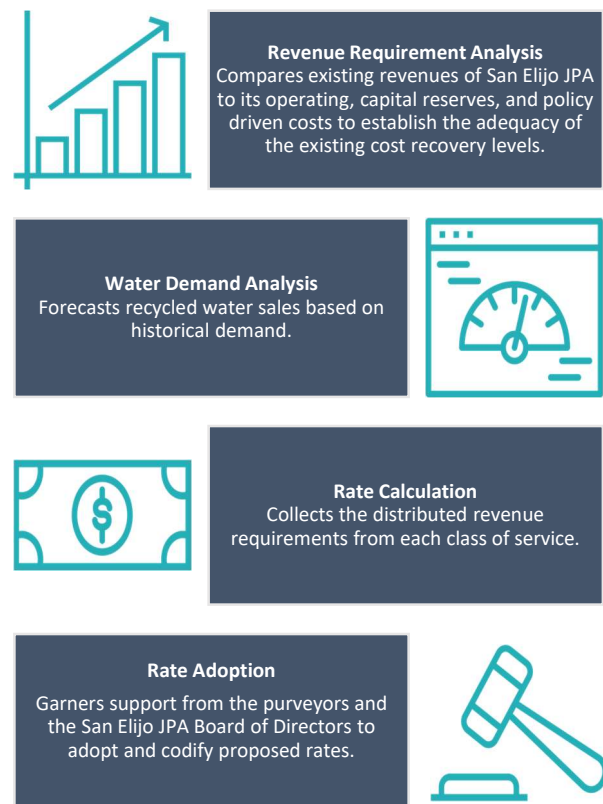 Revenue Requirement Analysis
Compares existing revenues of San Elijo JPA
to its operating, capital reserves, and policy
driven costs to establish the adequacy of
the existing cost recovery levels.
Water Demand Analysis
Forecasts recycled water sales based on
historical demand.
$
Rate Calculation
Collects the distributed revenue
requirements from each class of service.
Rate Adoption
Garners support from the purveyors and
the San Elijo JPA Board of Directors to
adopt and codify proposed rates.